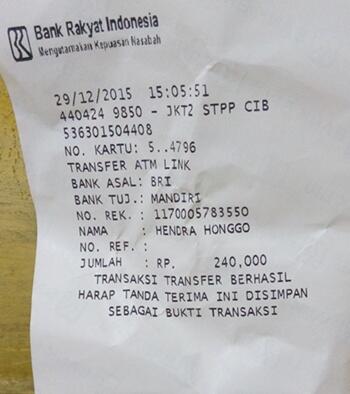 Bank Rakyat Indonesia
Mengutamakan Kepuasan Nasabah
29/12/2015 15:05:51
440424 9850 - JKT2 STPP CIB
536301504408
NO. KARTU: 5..4796
TRANSFER ATM LINK
BANK ASAL: BRI
BANK TUJ.: MANDIRI
NO. REK. : 1170005783550
NAMA : HENDRA HONGGO
NO. REF. :
JUMLAH : RP. 240,000
TRANSAKSI TRANSFER BERHASIL
HARAP TANDA TERIMA INI DISIMPAN
SEBAGAI BUKTI TRANSAKSI